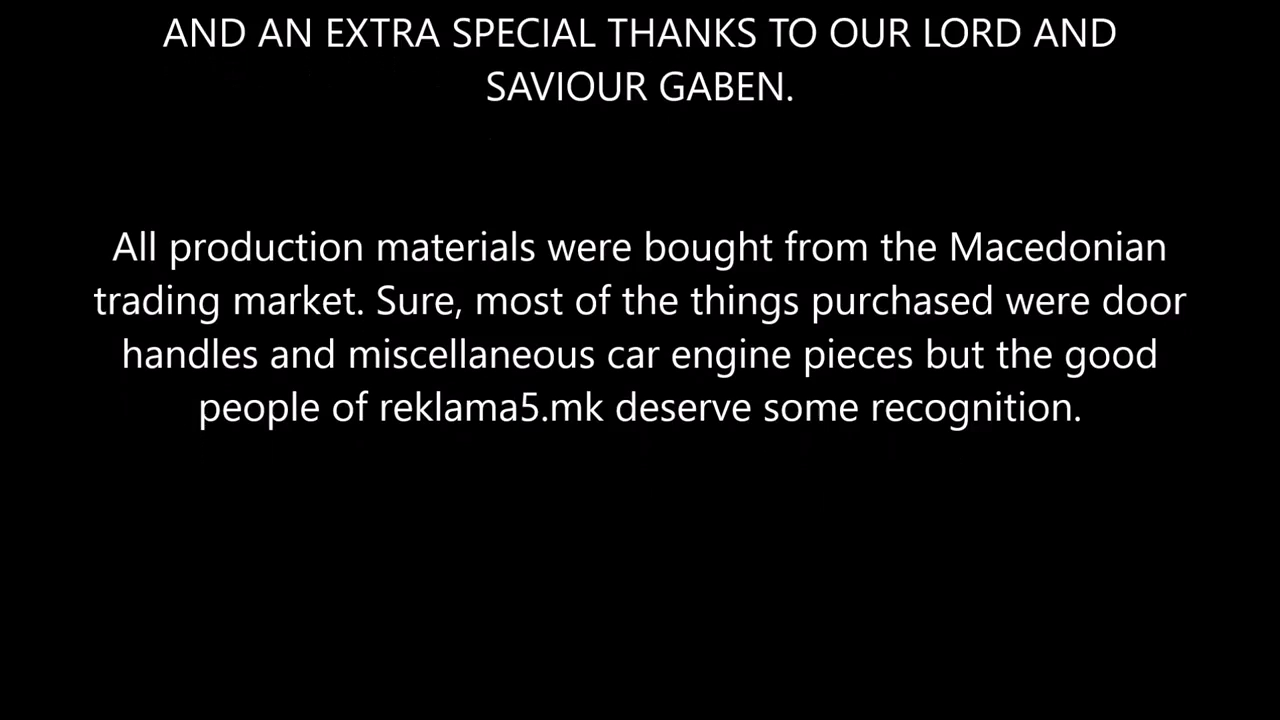 AND AN EXTRA SPECIAL THANKS TO OUR LORD AND
SAVIOUR GABEN.
All production materials were bought from the Macedonian
trading market. Sure, most of the things purchased were door
handles and miscellaneous car engine pieces but the good
people of reklama5.mk deserve some recognition.